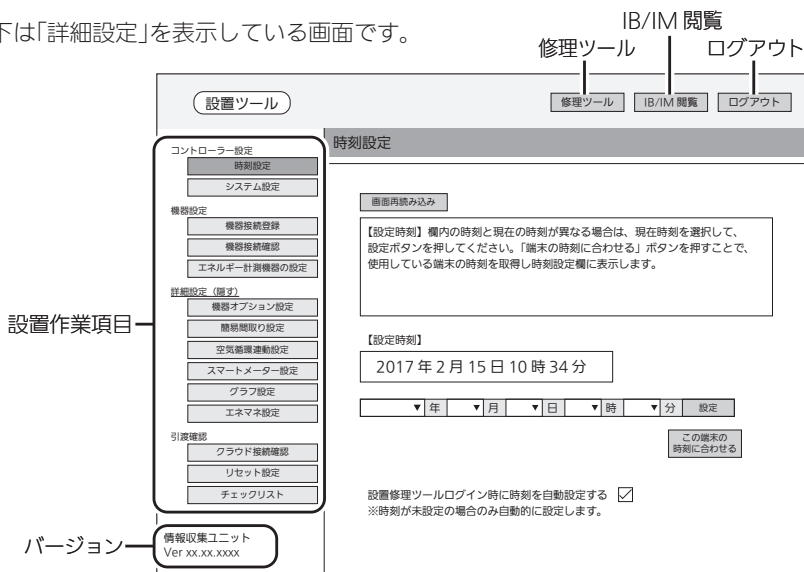 下は｢詳細設定｣を表示している画面です。
IB/IM 閲覧
修理ツール
ログアウト
設置ツール
修理ツール
IB/IM 閲覧
ログアウト
コントローラー設定
時刻設定
システム設定
機器設定
機器接続登録
機器接続確認
エネルギー計測機器の設定
詳細設定（隠す）
機器オプション設定
簡易間取り設定
空気循環連動設定
スマートメーター設定
グラフ設定
エネマネ設定
引渡確認
クラウド接続確認
リセット設定
チェックリスト
設置作業項目
バージョン
情報収集ユニット
Ver xx.xx.xxxx
時刻設定
画面再読み込み
【設定時刻】欄内の時刻と現在の時刻が異なる場合は、現在時刻を選択して、
設定ボタンを押してください。「端末の時刻に合わせる」ボタンを押すことで、
使用している端末の時刻を取得し時刻設定欄に表示します。
【設定時刻】
2017 年 2 月 15 日 10 時 34 分
▼ 年 ▼ 月 ▼ 日 ▼ 時 ▼ 分 設定
この端末の
時刻に合わせる
設置修理ツールログイン時に時刻を自動設定する
※時刻が未設定の場合のみ自動的に設定します。